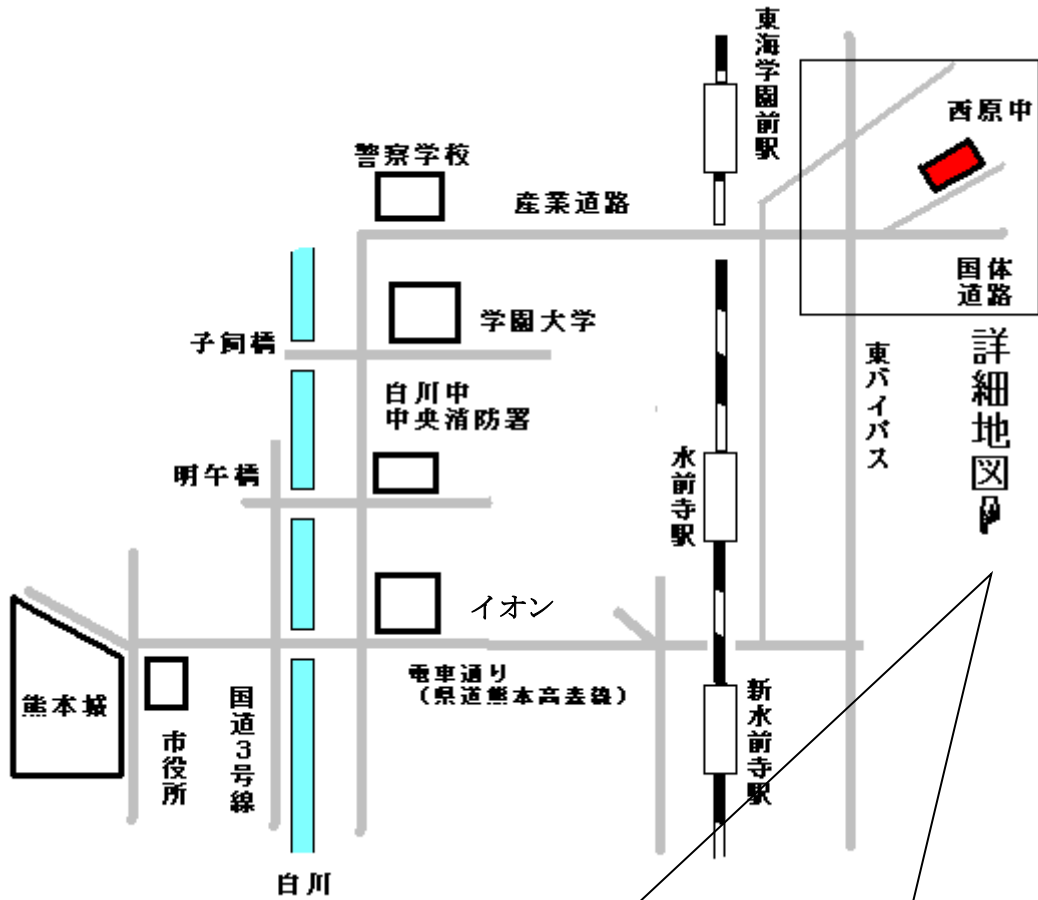 東海学園前駅
西原中
警察学校
産業道路
国体
道路
学園大学
子飼橋
詳細地図
東バイパス
白川中
中央消防署
水前寺駅
明午橋
イオン
電車通り
（県道熊本高森線）
熊本城
市役所
国道3号線
新水前寺駅
白川